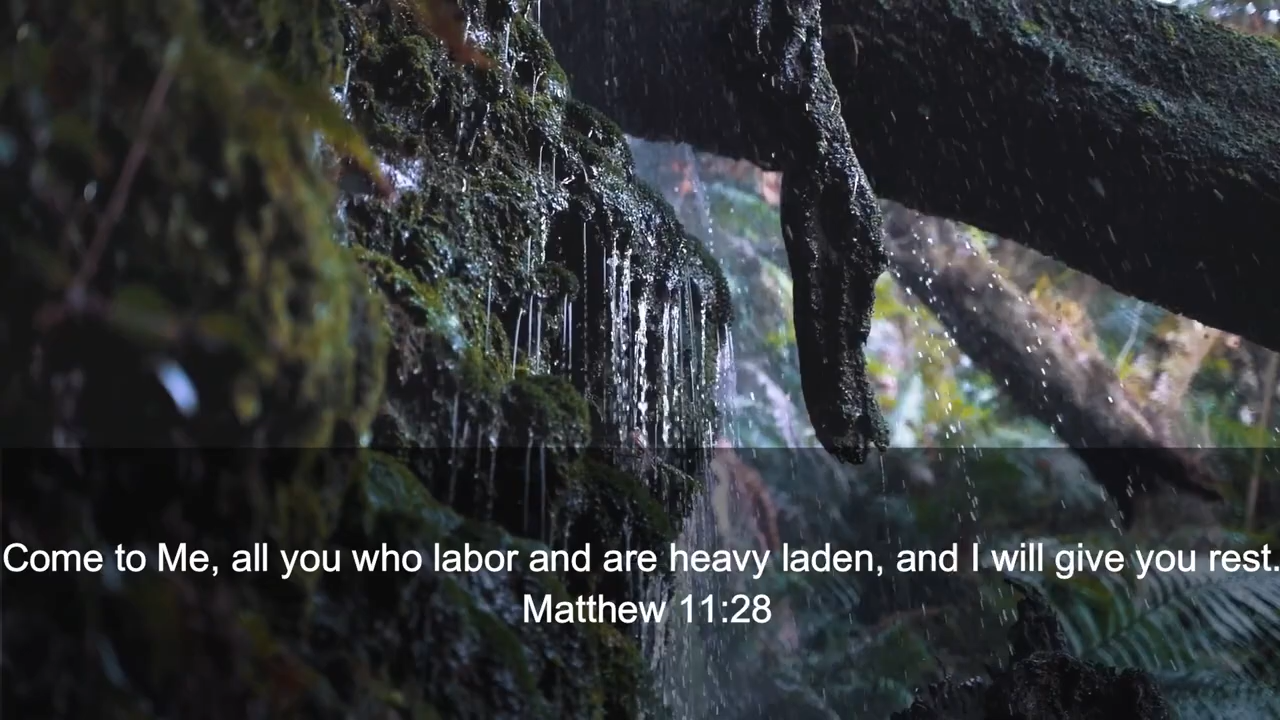 Come to Me, all you who labor and are heavy laden, and I will give you rest.
Matthew 11:28